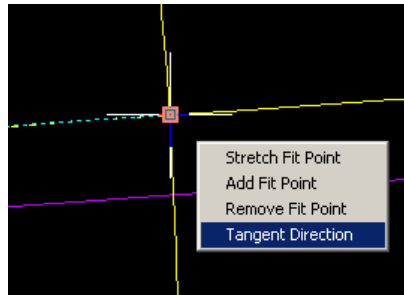 Stretch Fit Point
Add Fit Point
Remove Fit Point
Tangent Direction